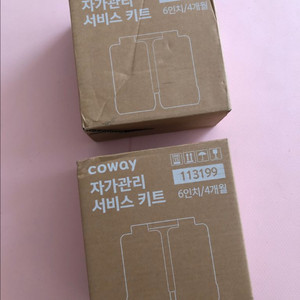 자가관리
서비스 키트
6인치/4개월
coway
113199
자가관리
서비스 키트
6인치/4개월